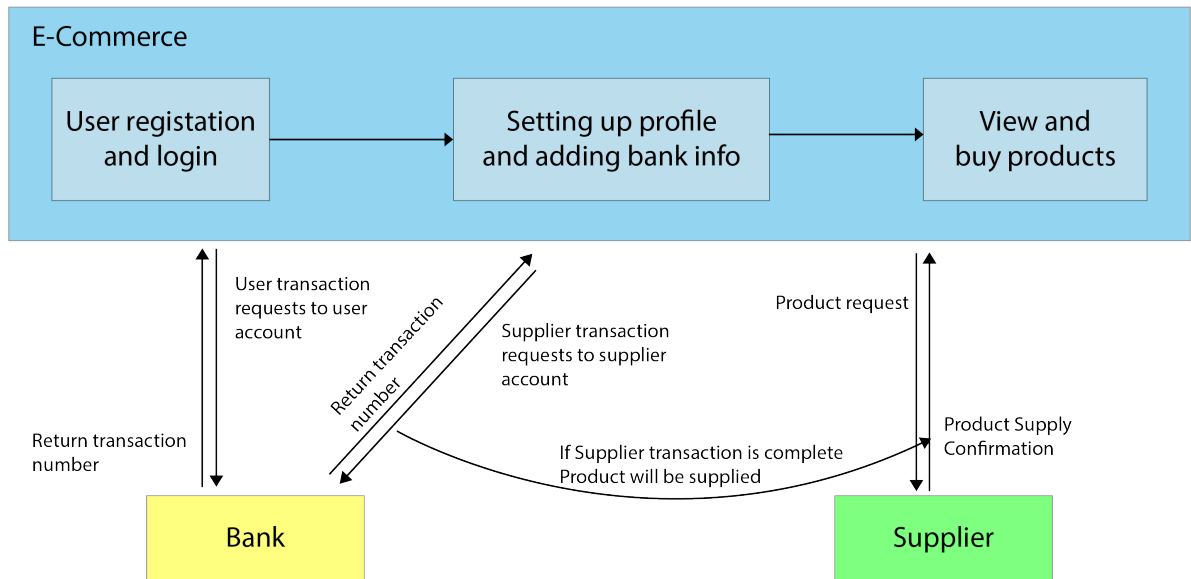 E-Commerce
User registation
and login
Setting up profile
and adding bank info
View and
buy products
User transaction
requests to user
account
Return transaction
number
Return transaction
number
Supplier transaction
requests to supplier
account
Product request
Product Supply
Confirmation
If Supplier transaction is complete
Product will be supplied
Bank
Supplier